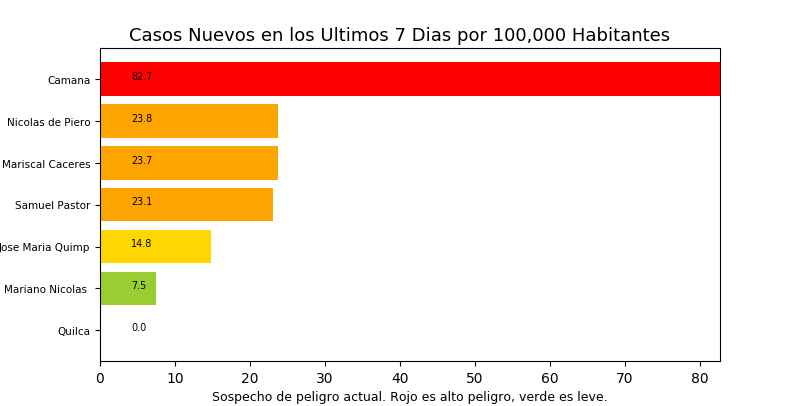 Casos Nuevos en los Ultimos 7 Dias por 100,000 Habitantes
Camana 82.7
Nicolas de Piero 23.8
Mariscal Caceres 23.7
Samuel Pastor 23.1
Jose Maria Quimp 14.8
Mariano Nicolas 7.5
Quilca 0.0
0 10 20 30 40 50 60 70 80
Sospecho de peligro actual. Rojo es alto peligro, verde es leve.